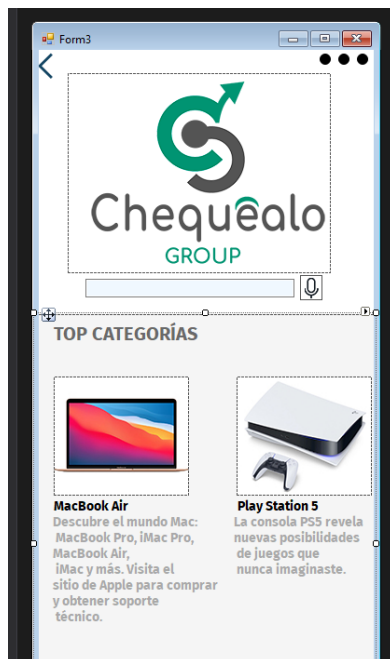 Form3
Chequêalo
GROUP
TOP CATEGORÍAS
MacBook Air
Descubre el mundo Mac:
MacBook Pro, iMac Pro,
MacBook Air,
iMac y más. Visita el
sitio de Apple para comprar
y obtener soporte
técnico.
Play Station 5
La consola PS5 revela
nuevas posibilidades
de juegos que
nunca imaginaste.